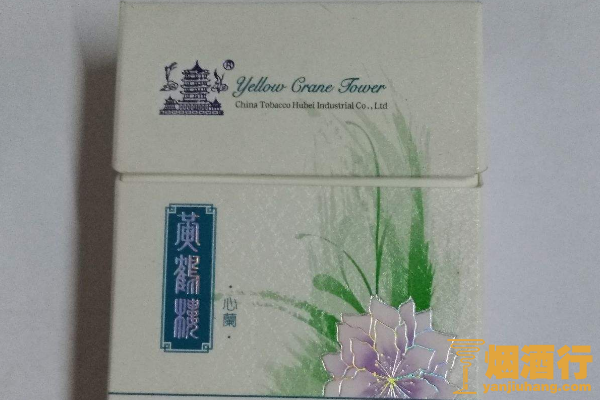 ®
Yellow Crane Tower
China Tobacco Hubei Industrial Co., Ltd
黄鹤楼
·心蘭·
烟酒行
yanjiuhang.com